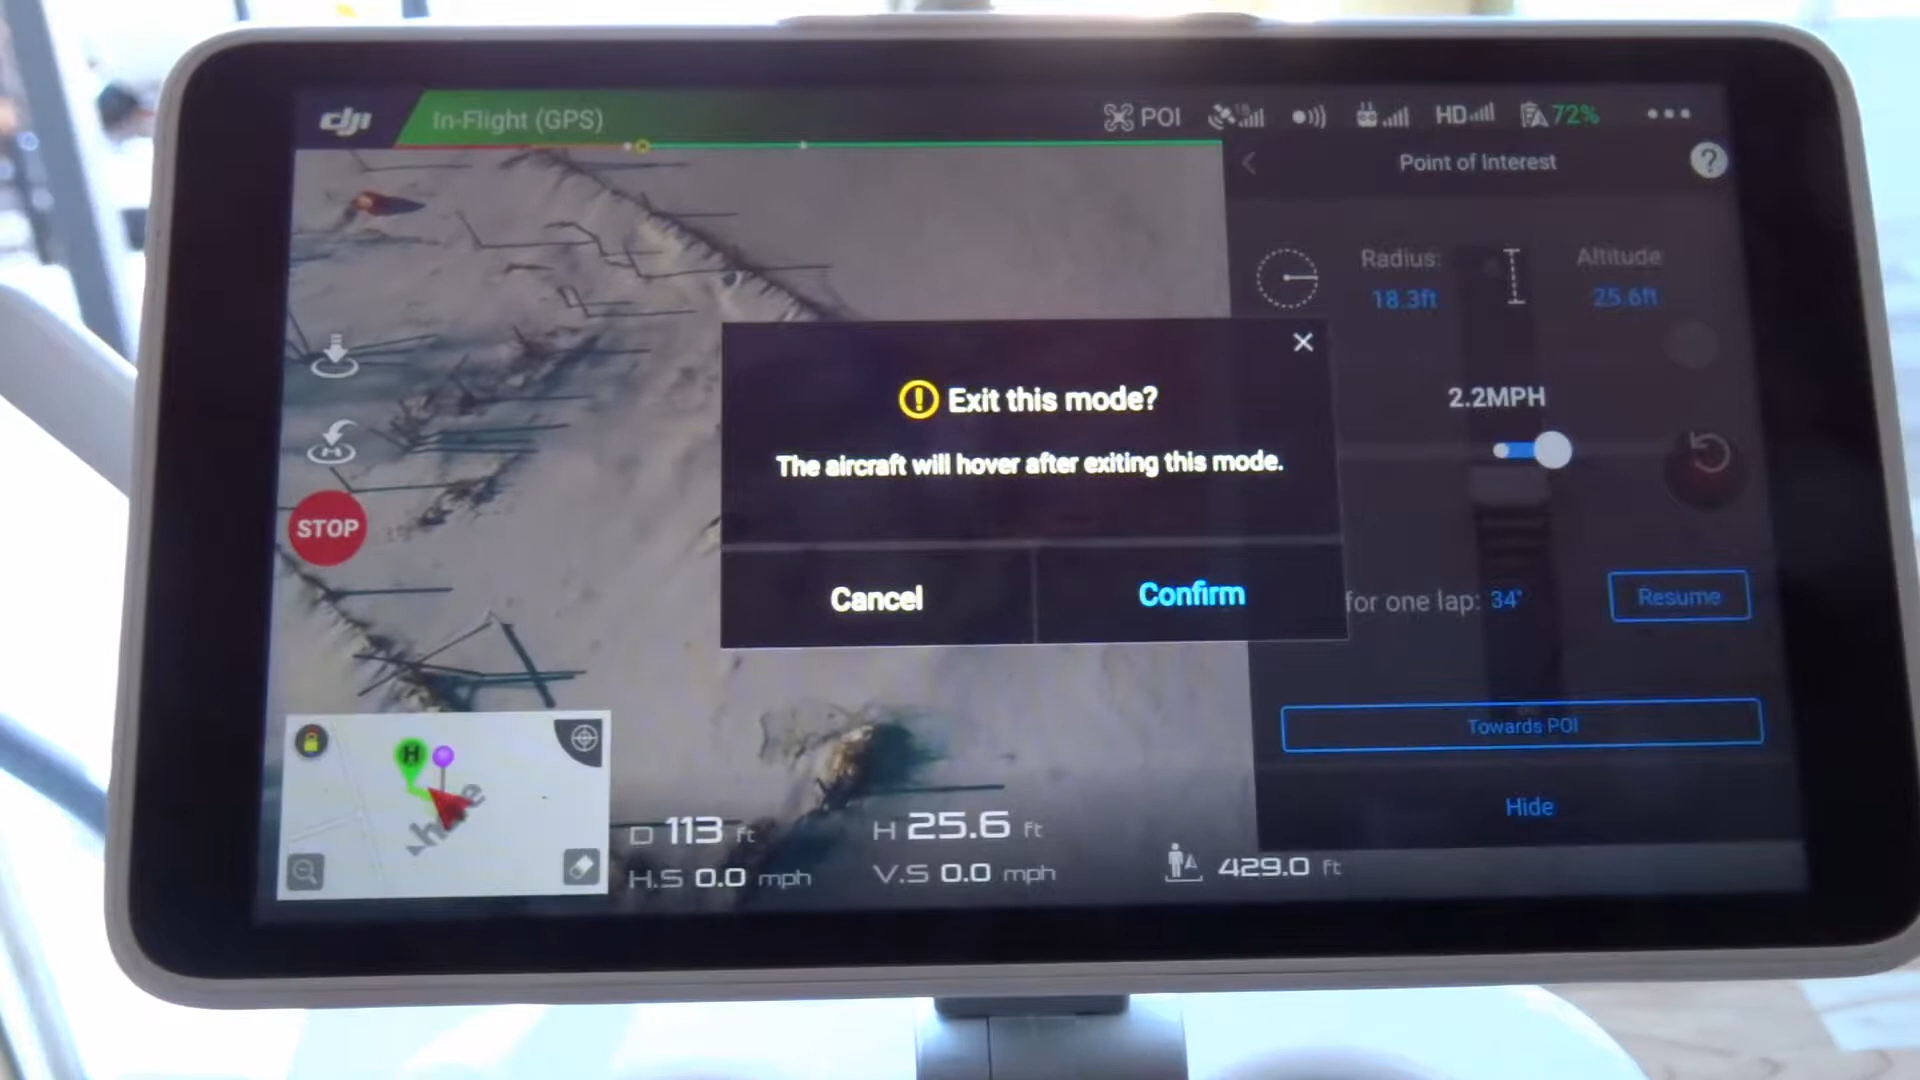 dji In-Flight (GPS) POI 18 HD 72%
Point of Interest ?
Radius: Altitude
18.3ft 25.6ft
2.2MPH
! Exit this mode?
The aircraft will hover after exiting this mode.
Cancel Confirm
STOP
for one lap: 34" Resume
Towards POI
Hide
H
D 113 ft H 25.6 ft
H.S 0.0 mph V.S 0.0 mph 429.0 ft